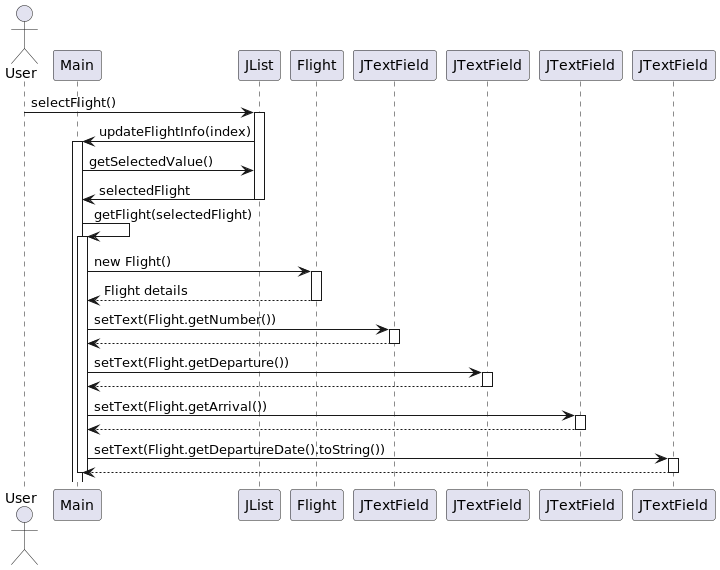 User
Main
JList
Flight
JTextField
JTextField
JTextField
JTextField
selectFlight()
updateFlightInfo(index)
getSelectedValue()
selectedFlight
getFlight(selectedFlight)
new Flight()
Flight details
setText(Flight.getNumber())
setText(Flight.getDeparture())
setText(Flight.getArrival())
setText(Flight.getDepartureDate(),toString())
User
Main
JList
Flight
JTextField
JTextField
JTextField
JTextField